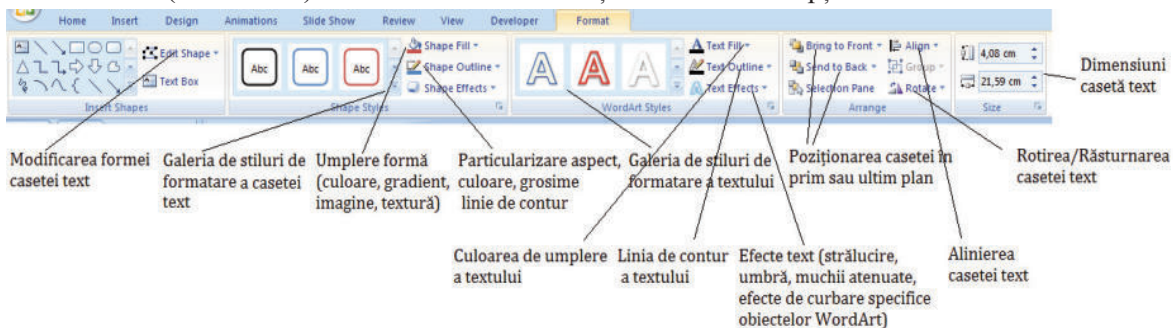 Home Insert Design Animations Slide Show Review View Developer Format
Edit Shape
Text Box
Insert Shapes
Abc Abc Abc
Shape Fill
Shape Outline
Shape Effects
Shape Styles
A A A
Text Fill
Text Outline
Text Effects
WordArt Styles
Bring to Front
Send to Back
Selection Pane
Align
Group
Rotate
Arrange
4,08 cm
21,59 cm
Size
Dimensiuni
casetă text
Modificarea formei
casetei text
Galeria de stiluri de
formatare a casetei
text
Umplere formă
(culoare, gradient,
imagine, textură)
Particularizare aspect,
culoare, grosime
linie de contur
Galeria de stiluri de
formatare a textului
Poziționarea casetei în
prim sau ultim plan
Rotirea/Răsturnarea
casetei text
Culoarea de umplere
a textului
Linia de contur
a textului
Efecte text (strălucire,
umbră, muchii atenuate,
efecte de curbare specifice
obiectelor WordArt)
Alinierea
casetei text